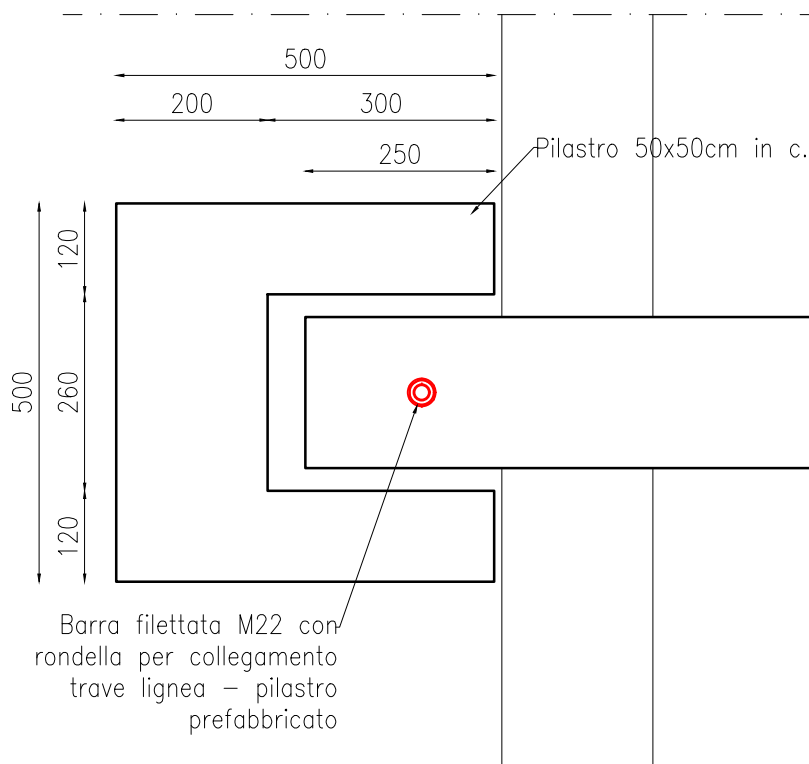 500
200
300
250
Pilastro 50x50cm in c.
120
260
500
120
Barra filettata M22 con
rondella per collegamento
trave lignea – pilastro
prefabbricato